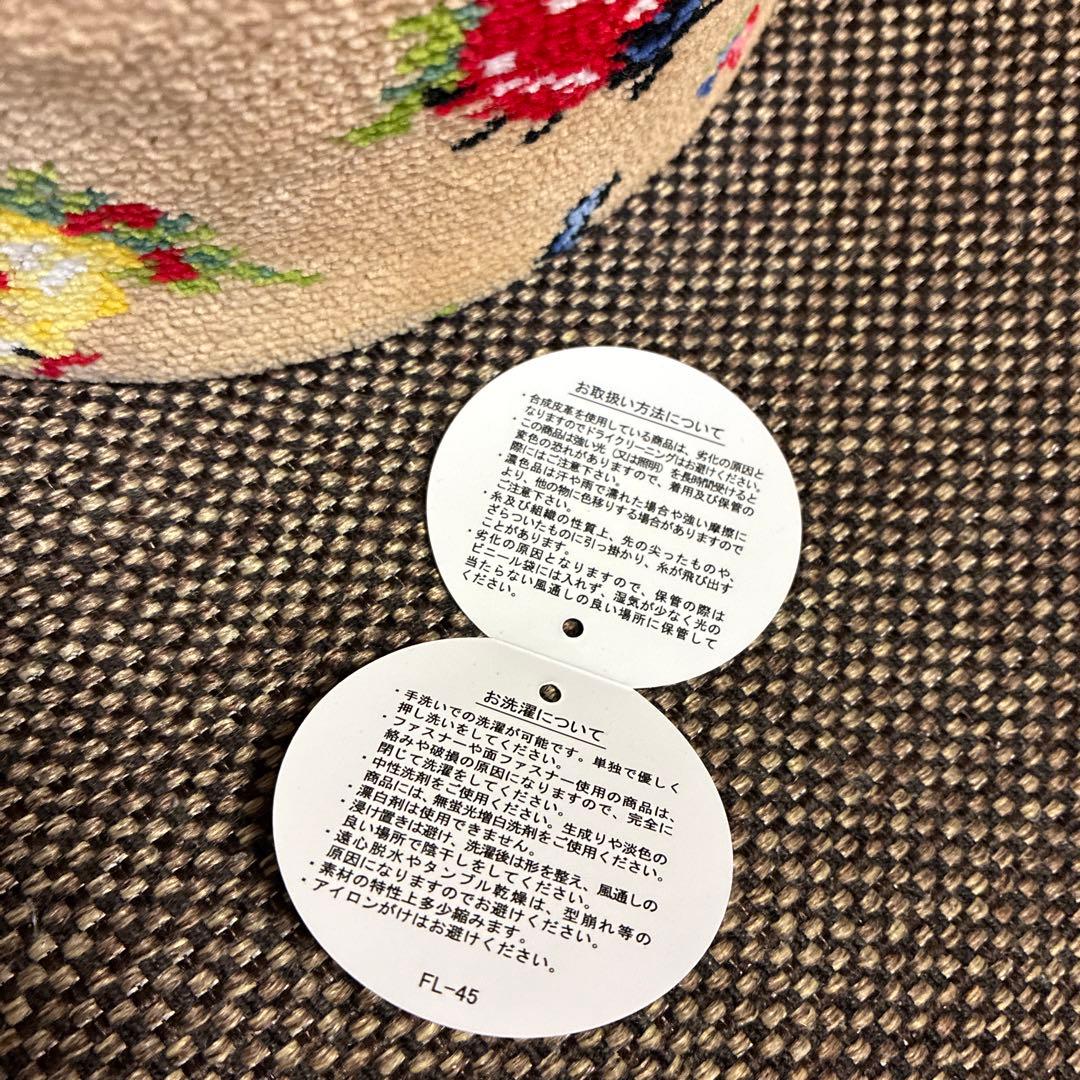 お取扱い方法について
・合成皮革を使用している商品は、劣化の原因と
なりますのでドライクリーニングはお避けください。
・この商品は強い光（又は照明）を長時間受けると
変色の恐れがありますので、着用及び保管の
際にはご注意下さい。
・濃色品は汗や雨で濡れた場合や強い摩擦に
より、他の物に色移りする場合がありますので
ご注意下さい。
・糸及び組織の性質上、先の尖ったものや、
ざらついたものに引っ掛かり、糸が飛び出す
ことがあります。
・劣化の原因となりますので、保管の際は
ビニール袋には入れず、湿気が少なく光の
当たらない風通しの良い場所に保管して
ください。
お洗濯について
・手洗いでの洗濯が可能です。単独で優しく
押し洗いをしてください。
・ファスナーや面ファスナー使用の商品は、
絡みや破損の原因になりますので、完全に
閉じて洗濯をしてください。
・中性洗剤をご使用ください。生成りや淡色の
商品には、無蛍光増白洗剤をご使用ください。
・漂白剤は使用できません。
・浸け置きは避け、洗濯後は形を整え、風通しの
良い場所で陰干しをしてください。
・遠心脱水やタンブル乾燥は、型崩れ等の
原因になりますのでお避けください。
・素材の特性上多少縮みます。
・アイロンがけはお避けください。
FL-45